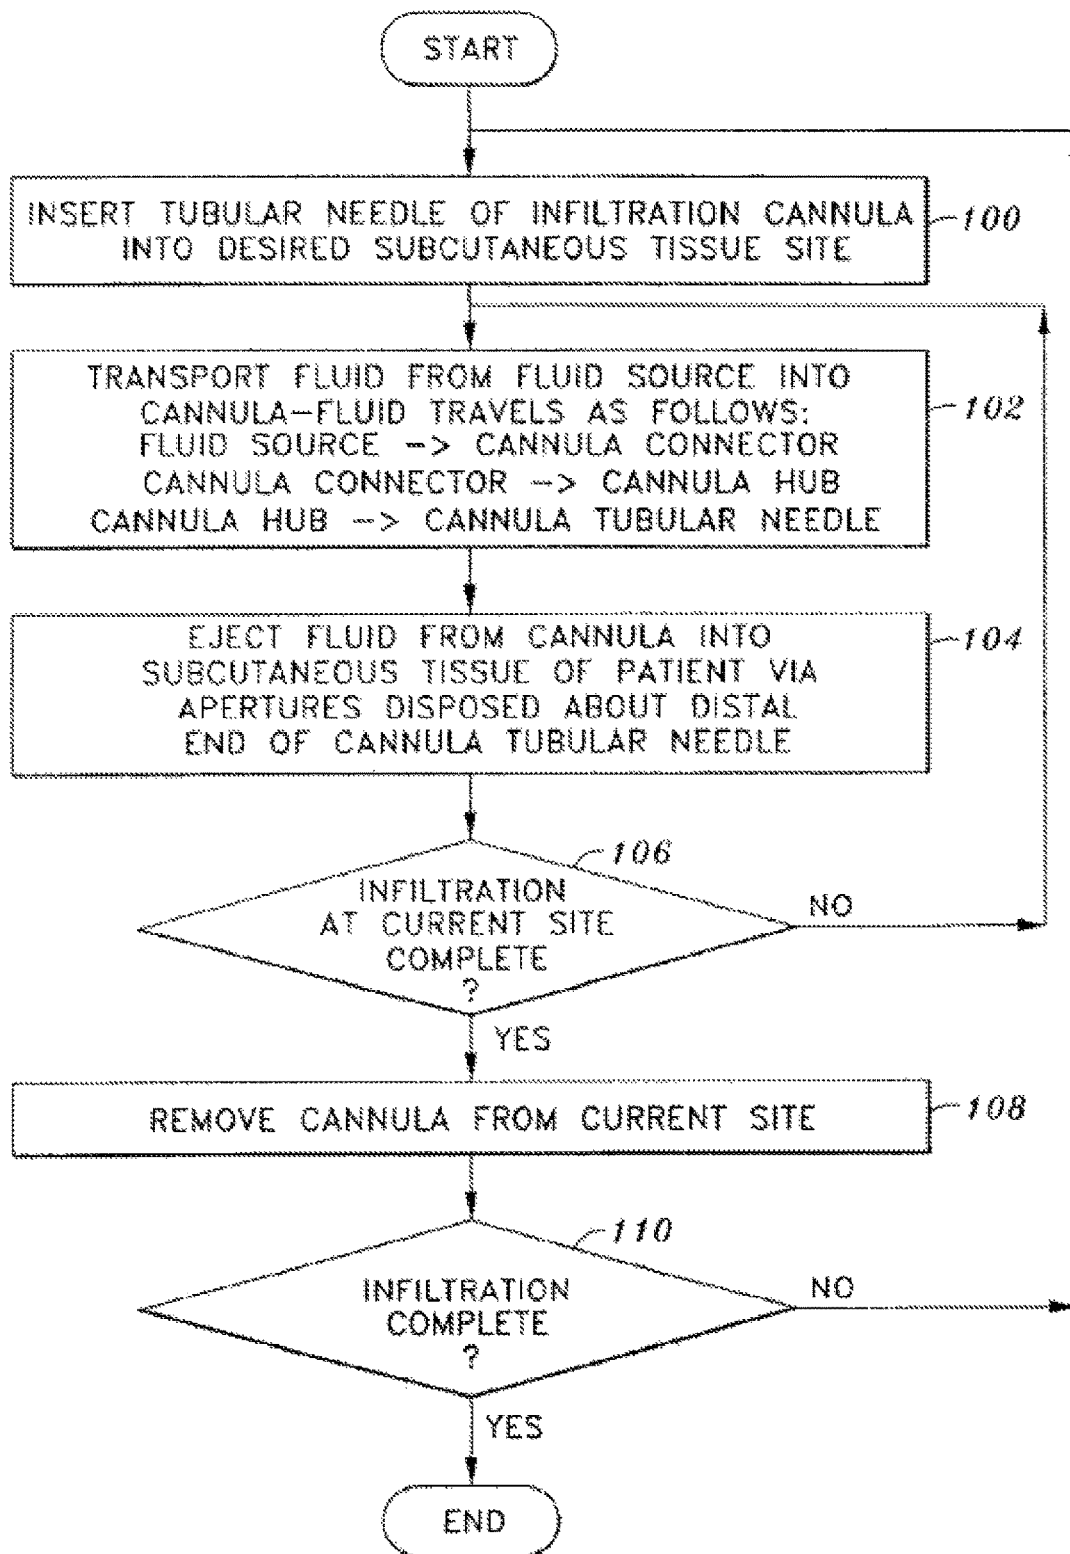 START
INSERT TUBULAR NEEDLE OF INFILTRATION CANNULA
INTO DESIRED SUBCUTANEOUS TISSUE SITE
100
TRANSPORT FLUID FROM FLUID SOURCE INTO
CANNULA-FLUID TRAVELS AS FOLLOWS:
FLUID SOURCE -> CANNULA CONNECTOR
CANNULA CONNECTOR -> CANNULA HUB
CANNULA HUB -> CANNULA TUBULAR NEEDLE
102
EJECT FLUID FROM CANNULA INTO
SUBCUTANEOUS TISSUE OF PATIENT VIA
APERTURES DISPOSED ABOUT DISTAL
END OF CANNULA TUBULAR NEEDLE
104
106
INFILTRATION
AT CURRENT SITE
COMPLETE
?
NO
YES
REMOVE CANNULA FROM CURRENT SITE
108
110
INFILTRATION
COMPLETE
?
NO
YES
END